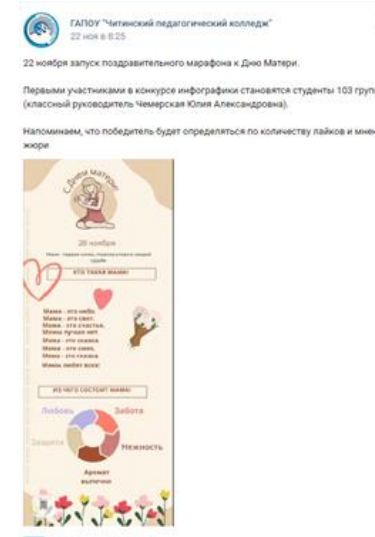 ГАПОУ "Читинский педагогический колледж"
22 ноя в 8:25
22 ноября запуск поздравительного марафона к Дню Матери.
Первыми участниками в конкурсе инфографики становятся студенты 103 груп
(классный руководитель Чемерская Юлия Александровна).
Напоминаем, что победитель будет определяться по количеству лайков и мнен
жюри
С Днем Матери!
28 ноября
КТО ТАКАЯ МАМА?
Мама - это небо.
Мама - это свет.
Мама - это счастье.
Мамы лучше нет.
Мама - это сказка.
Мама - это смех.
Мама - это ласка.
Мамы любят всех!
ИЗ ЧЕГО СОСТОИТ МАМА?
Любовь
Забота
Защита
Нежность
Аромат
выпечки